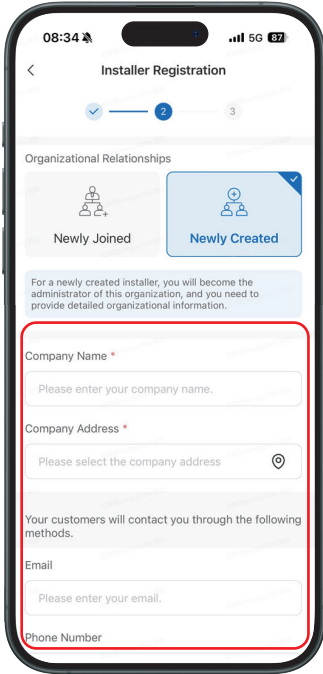 08:34 5G 87
Installer Registration
2 3
Organizational Relationships
Newly Joined Newly Created
For a newly created installer, you will become the
administrator of this organization, and you need to
provide detailed organizational information.
Company Name *
Please enter your company name.
Company Address *
Please select the company address
Your customers will contact you through the following
methods.
Email
Please enter your email.
Phone Number